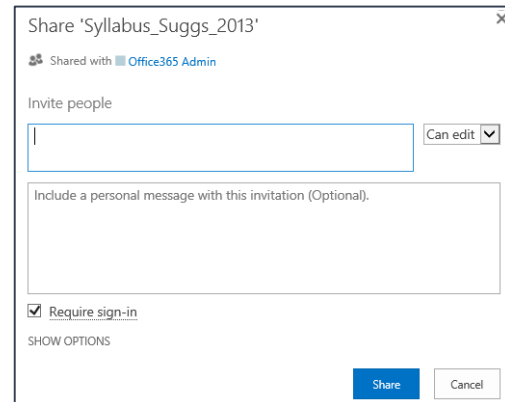 Share 'Syllabus_Suggs_2013'
Shared with Office365 Admin
Invite people
Can edit
Include a personal message with this invitation (Optional).
Require sign-in
SHOW OPTIONS
Share Cancel